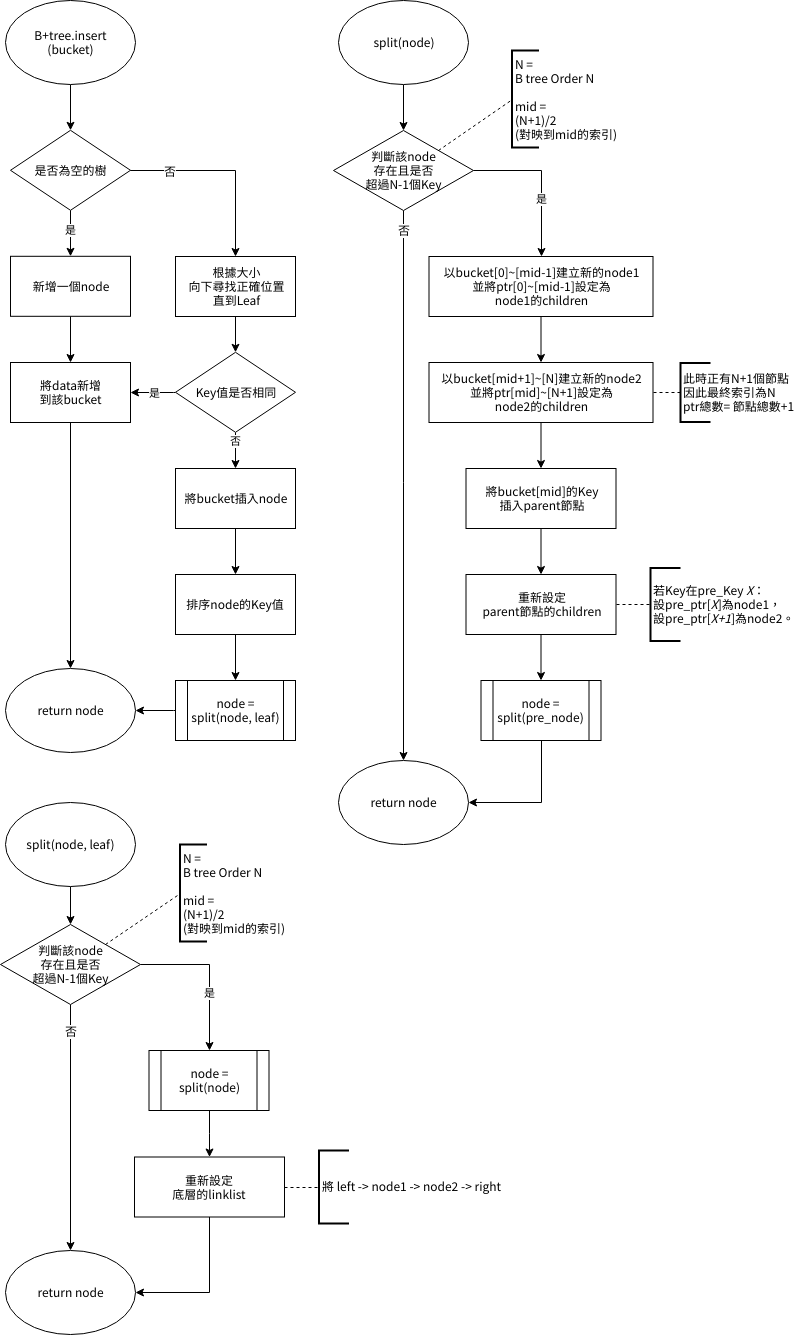 B+tree.insert
(bucket)
是否為空的樹
否
是
新增一個node
根據大小
向下尋找正確位置
直到Leaf
將data新增
到該bucket
是
Key值是否相同
否
將bucket插入node
排序node的Key值
node =
split(node, leaf)
return node
split(node)
N =
B tree Order N
mid =
(N+1)/2
(對映到mid的索引)
判斷該node
存在且是否
超過N-1個Key
是
否
以bucket[0]~[mid-1]建立新的node1
並將ptr[0]~[mid-1]設定為
node1的children
以bucket[mid+1]~[N]建立新的node2
並將ptr[mid]~[N+1]設定為
node2的children
此時正有N+1個節點
因此最終索引為N
ptr總數= 節點總數+1
將bucket[mid]的Key
插入parent節點
重新設定
parent節點的children
若Key在pre_Key X：
設pre_ptr[X]為node1，
設pre_ptr[X+1]為node2。
node =
split(pre_node)
return node
split(node, leaf)
N =
B tree Order N
mid =
(N+1)/2
(對映到mid的索引)
判斷該node
存在且是否
超過N-1個Key
是
否
node =
split(node)
重新設定
底層的linklist
將 left -> node1 -> node2 -> right
return node